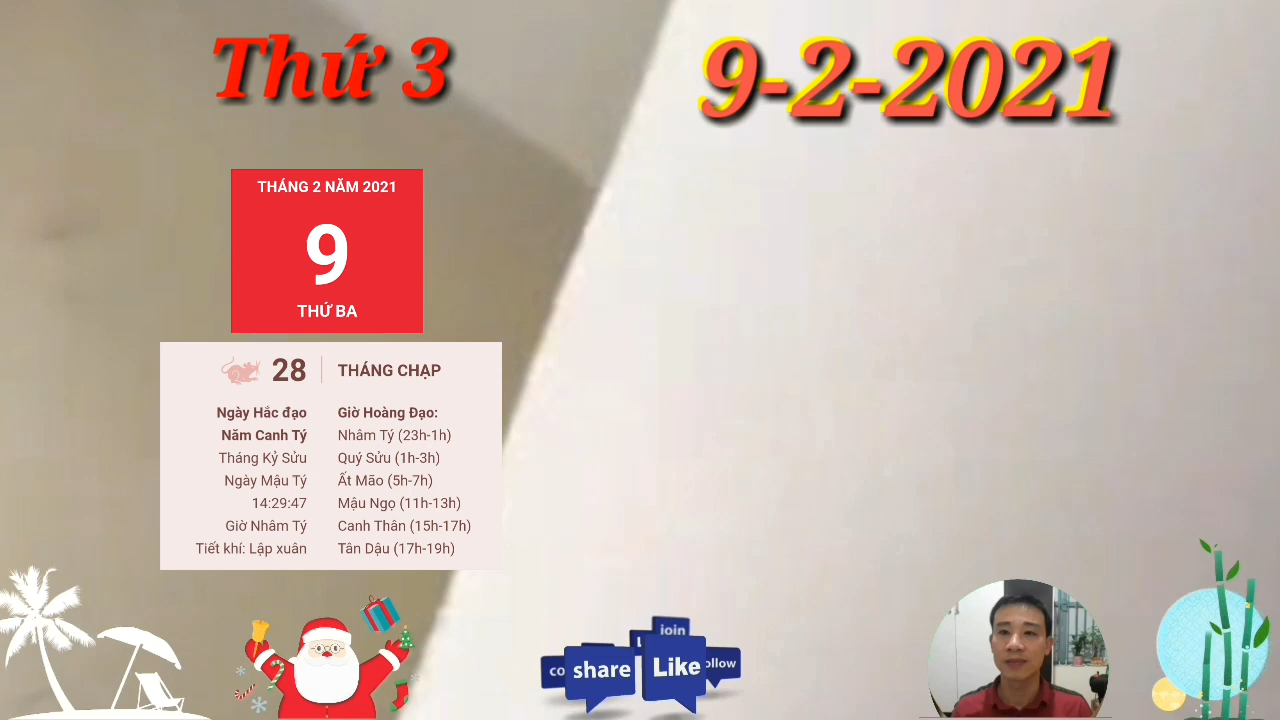 Thứ 3
9-2-2021
THÁNG 2 NĂM 2021
9
THỨ BA
28
THÁNG CHẠP
Ngày Hắc đạo
Năm Canh Tý
Tháng Kỷ Sửu
Ngày Mậu Tý
14:29:47
Giờ Nhâm Tý
Tiết khí: Lập xuân
Giờ Hoàng Đạo:
Nhâm Tý (23h-1h)
Quý Sửu (1h-3h)
Ất Mão (5h-7h)
Mậu Ngọ (11h-13h)
Canh Thân (15h-17h)
Tân Dậu (17h-19h)
join
share
Like